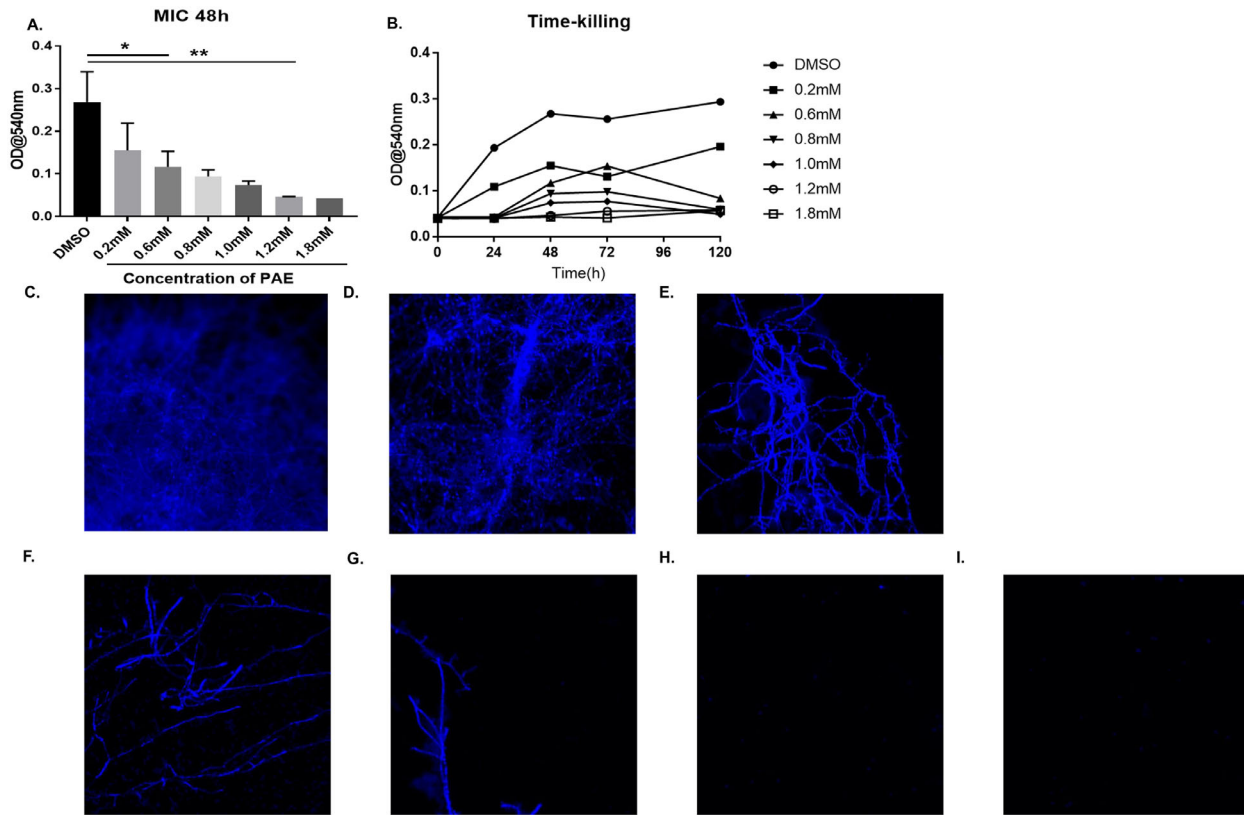 A.
MIC 48h
*
**
OD@540nm
0.4
0.3
0.2
0.1
0.0
DMSO
0.2mM
0.6mM
0.8mM
1.0mM
1.2mM
1.8mM
Concentration of PAE
B.
Time-killing
OD@540nm
0.4
0.3
0.2
0.1
0.0
0
24
48
72
96
120
Time(h)
DMSO
0.2mM
0.6mM
0.8mM
1.0mM
1.2mM
1.8mM
C.
D.
E.
F.
G.
H.
I.